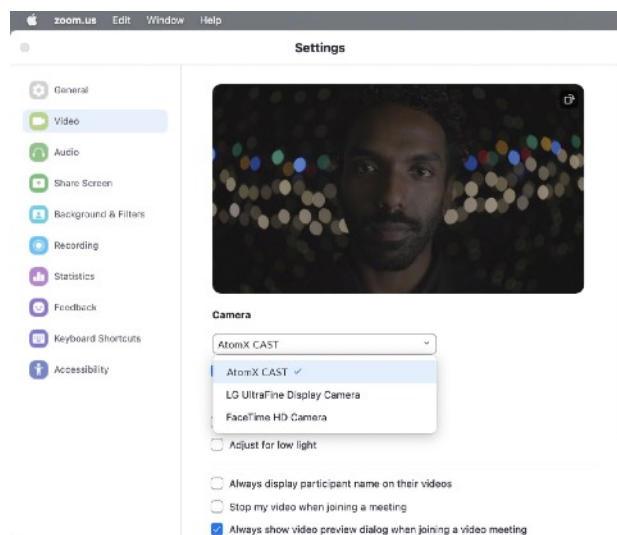 zoom.us Edit Window Help
Settings
General
Video
Audio
Share Screen
Background & Filters
Recording
Statistics
Feedback
Keyboard Shortcuts
Accessibility
Camera
AtomX CAST
AtomX CAST
LG UltraFine Display Camera
FaceTime HD Camera
Adjust for low light
Always display participant name on their videos
Stop my video when joining a meeting
Always show video preview dialog when joining a video meeting